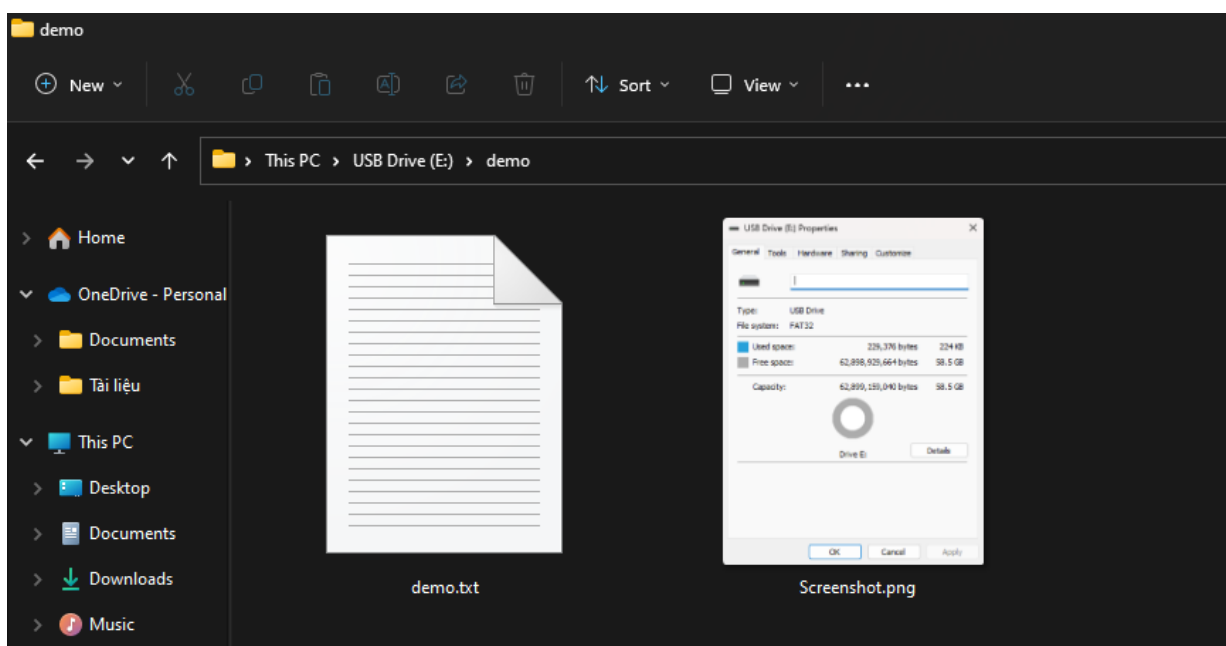 demo
New
Sort
View
This PC > USB Drive (E:) > demo
Home
OneDrive - Personal
Documents
Tài liệu
This PC
Desktop
Documents
Downloads
Music
USB Drive (E:) Properties
General Tools Hardware Sharing Customize
Type: USB Drive
File system: FAT32
Used space: 229,376 bytes 224 KB
Free space: 62,898,929,664 bytes 58.5 GB
Capacity: 62,899,159,040 bytes 58.5 GB
Drive E:
Details
OK Cancel Apply
demo.txt
Screenshot.png